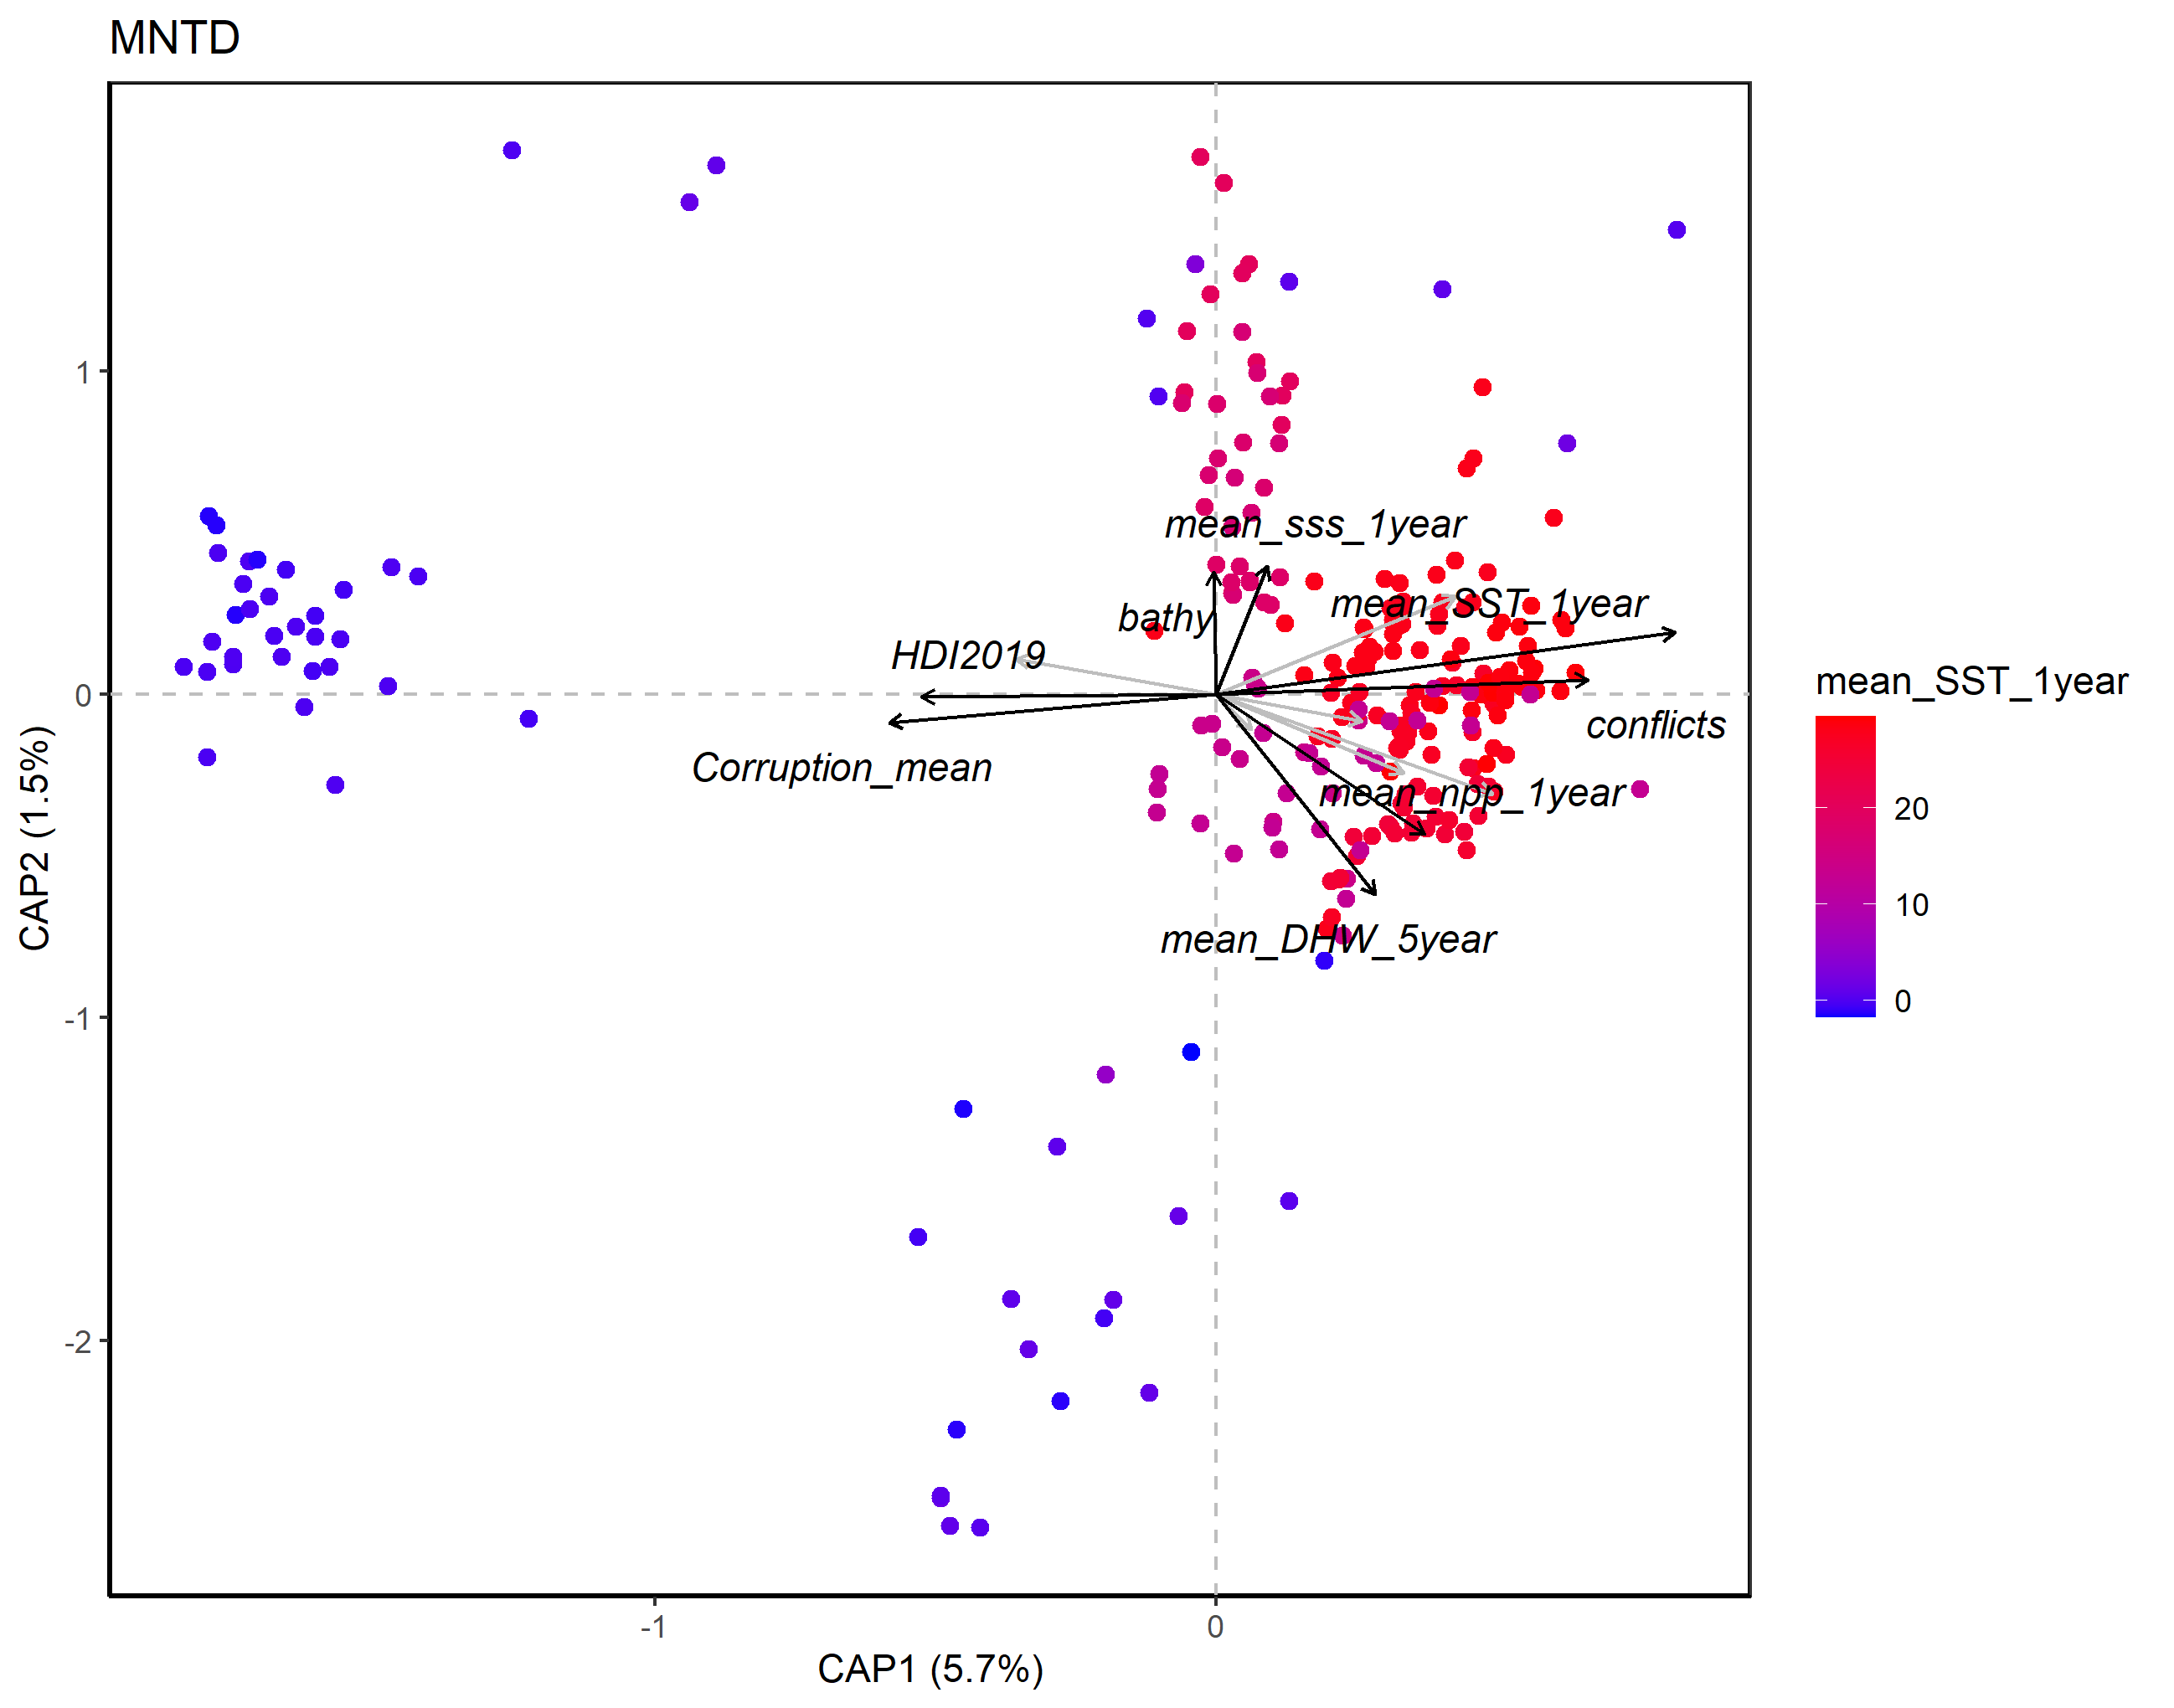 MNTD
mean_sss_1year
mean_SST_1year
bathy
HDI2019
conflicts
Corruption_mean
mean_npp_1year
mean_DHW_5year
1
0
-1
-2
CAP2 (1.5%)
-1
0
CAP1 (5.7%)
mean_SST_1year
20
10
0